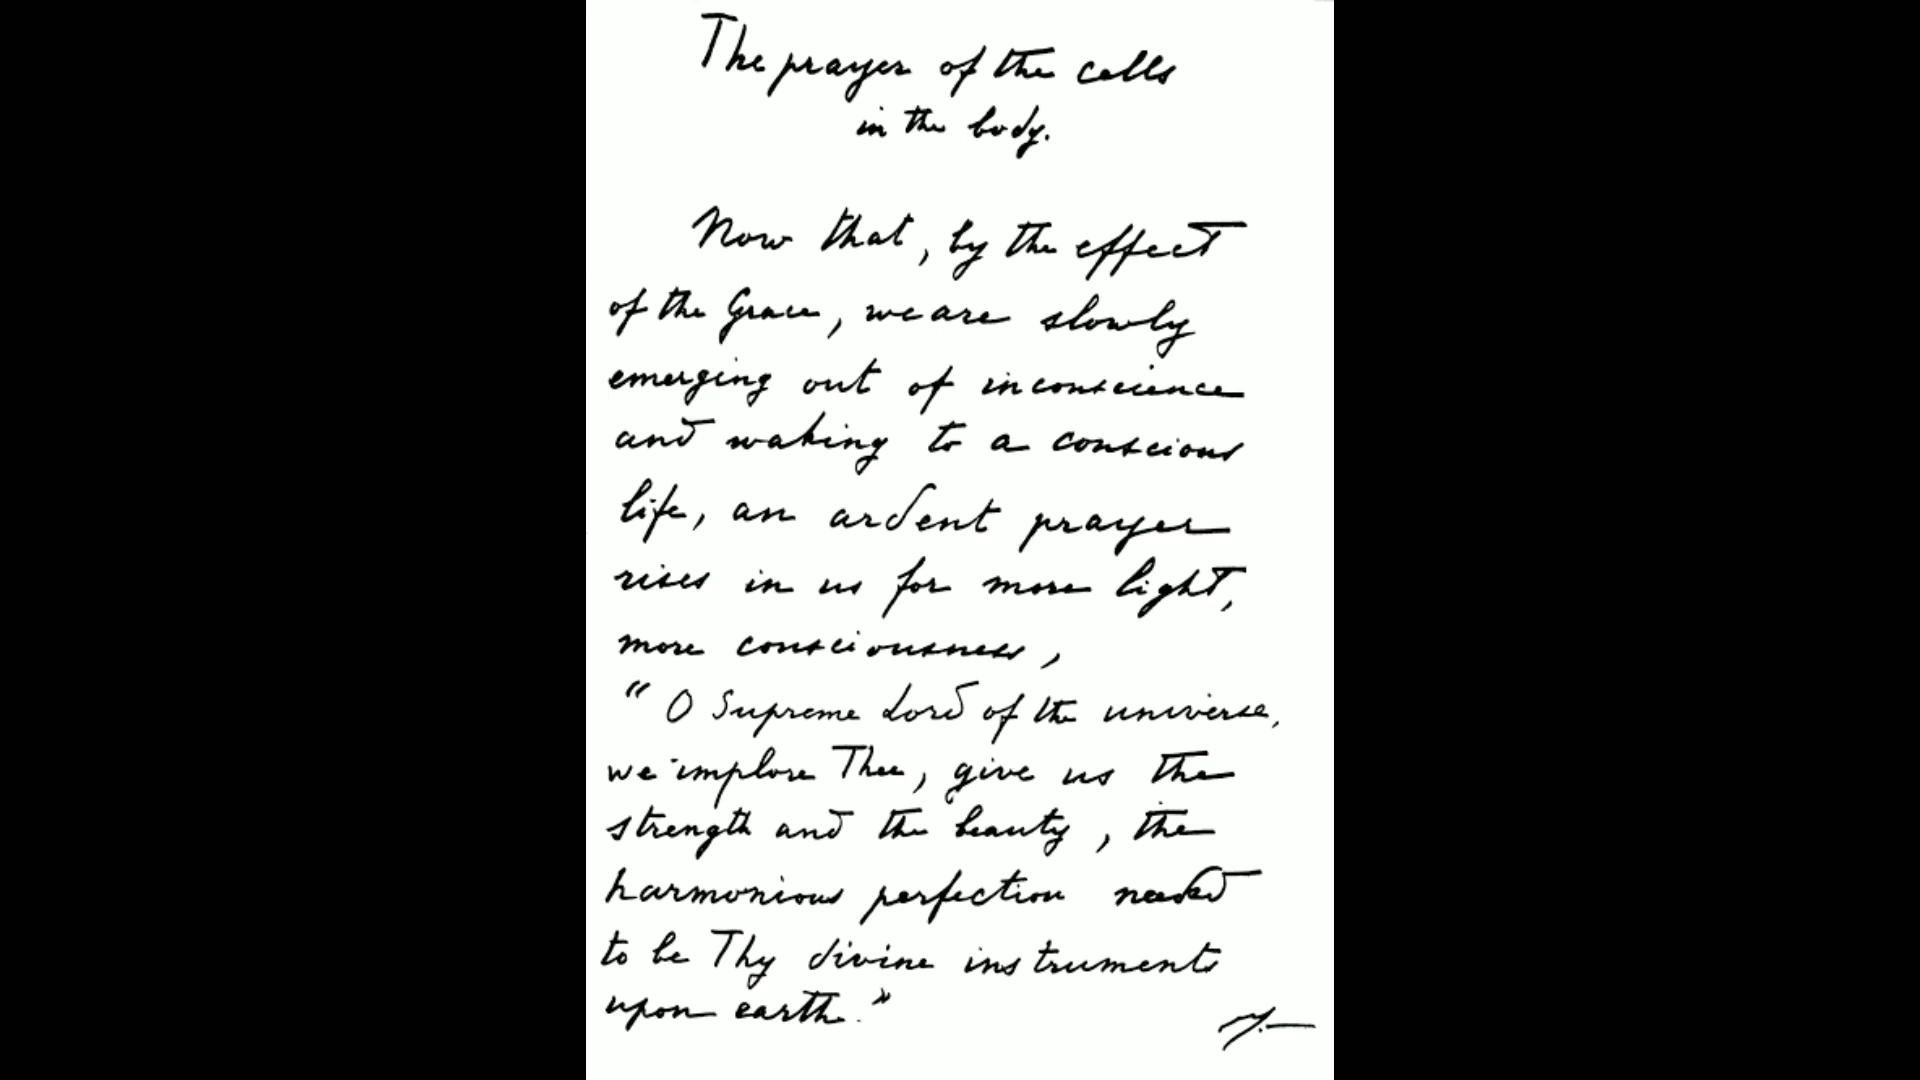 The prayer of the cells
in the body.
Now that, by the effect
of the Grace, we are slowly
emerging out of inconscience
and waking to a conscious
life, an ardent prayer
rises in us for more light,
more consciousness,
"O Supreme Lord of the universe,
we implore Thee, give us the
strength and the beauty, the
harmonious perfection needed
to be Thy divine instruments
upon earth."